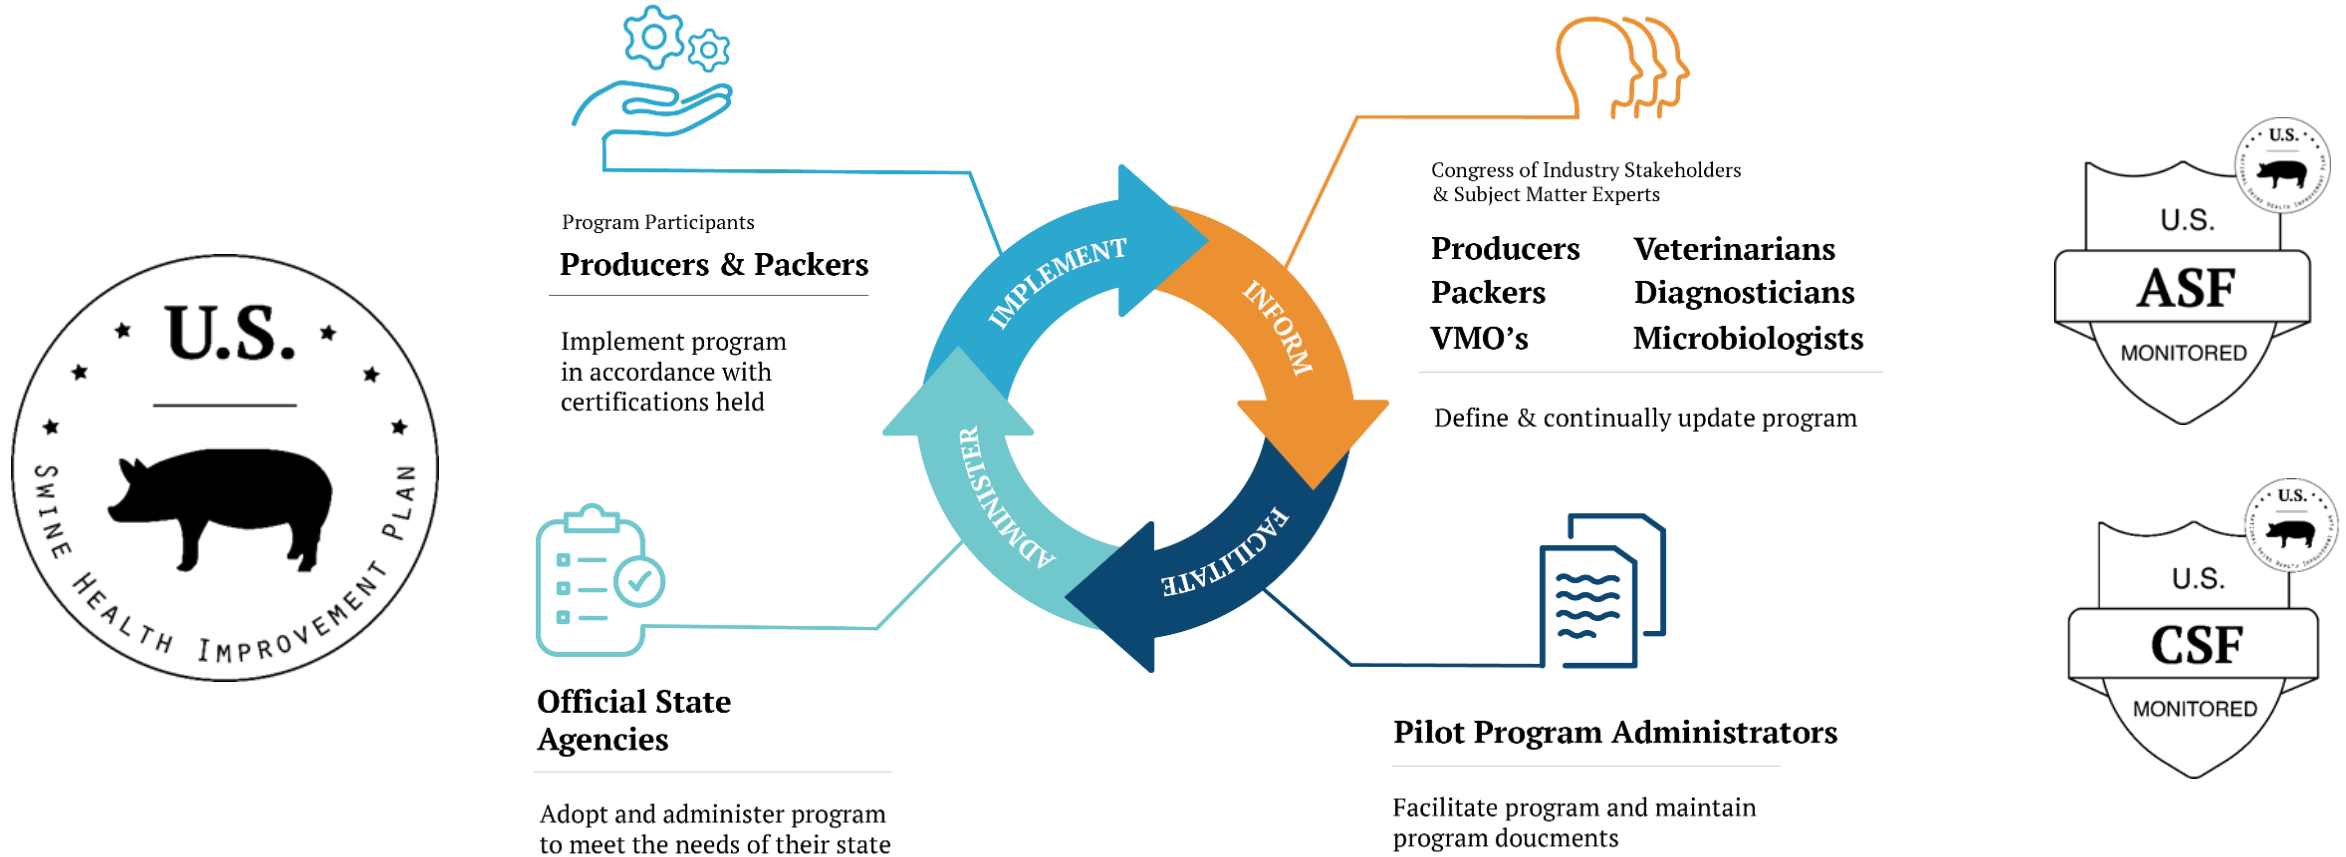 U.S.
SWINE HEALTH IMPROVEMENT PLAN
Program Participants
Producers & Packers
Implement program
in accordance with
certifications held
Official State
Agencies
Adopt and administer program
to meet the needs of their state
IMPLEMENT
INFORM
FACILITATE
ADMINISTER
Congress of Industry Stakeholders
& Subject Matter Experts
Producers Veterinarians
Packers Diagnosticians
VMO's Microbiologists
Define & continually update program
Pilot Program Administrators
Facilitate program and maintain
program doucments
U.S.
U.S.
ASF
MONITORED
U.S.
U.S.
CSF
MONITORED